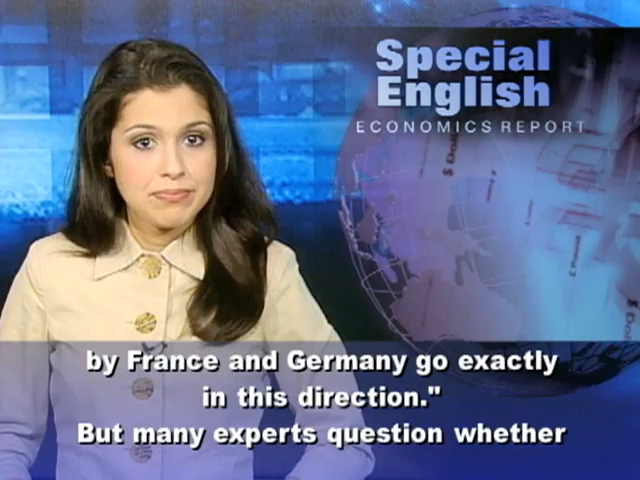 Special
English
ECONOMICS REPORT
by France and Germany go exactly
in this direction."
But many experts question whether